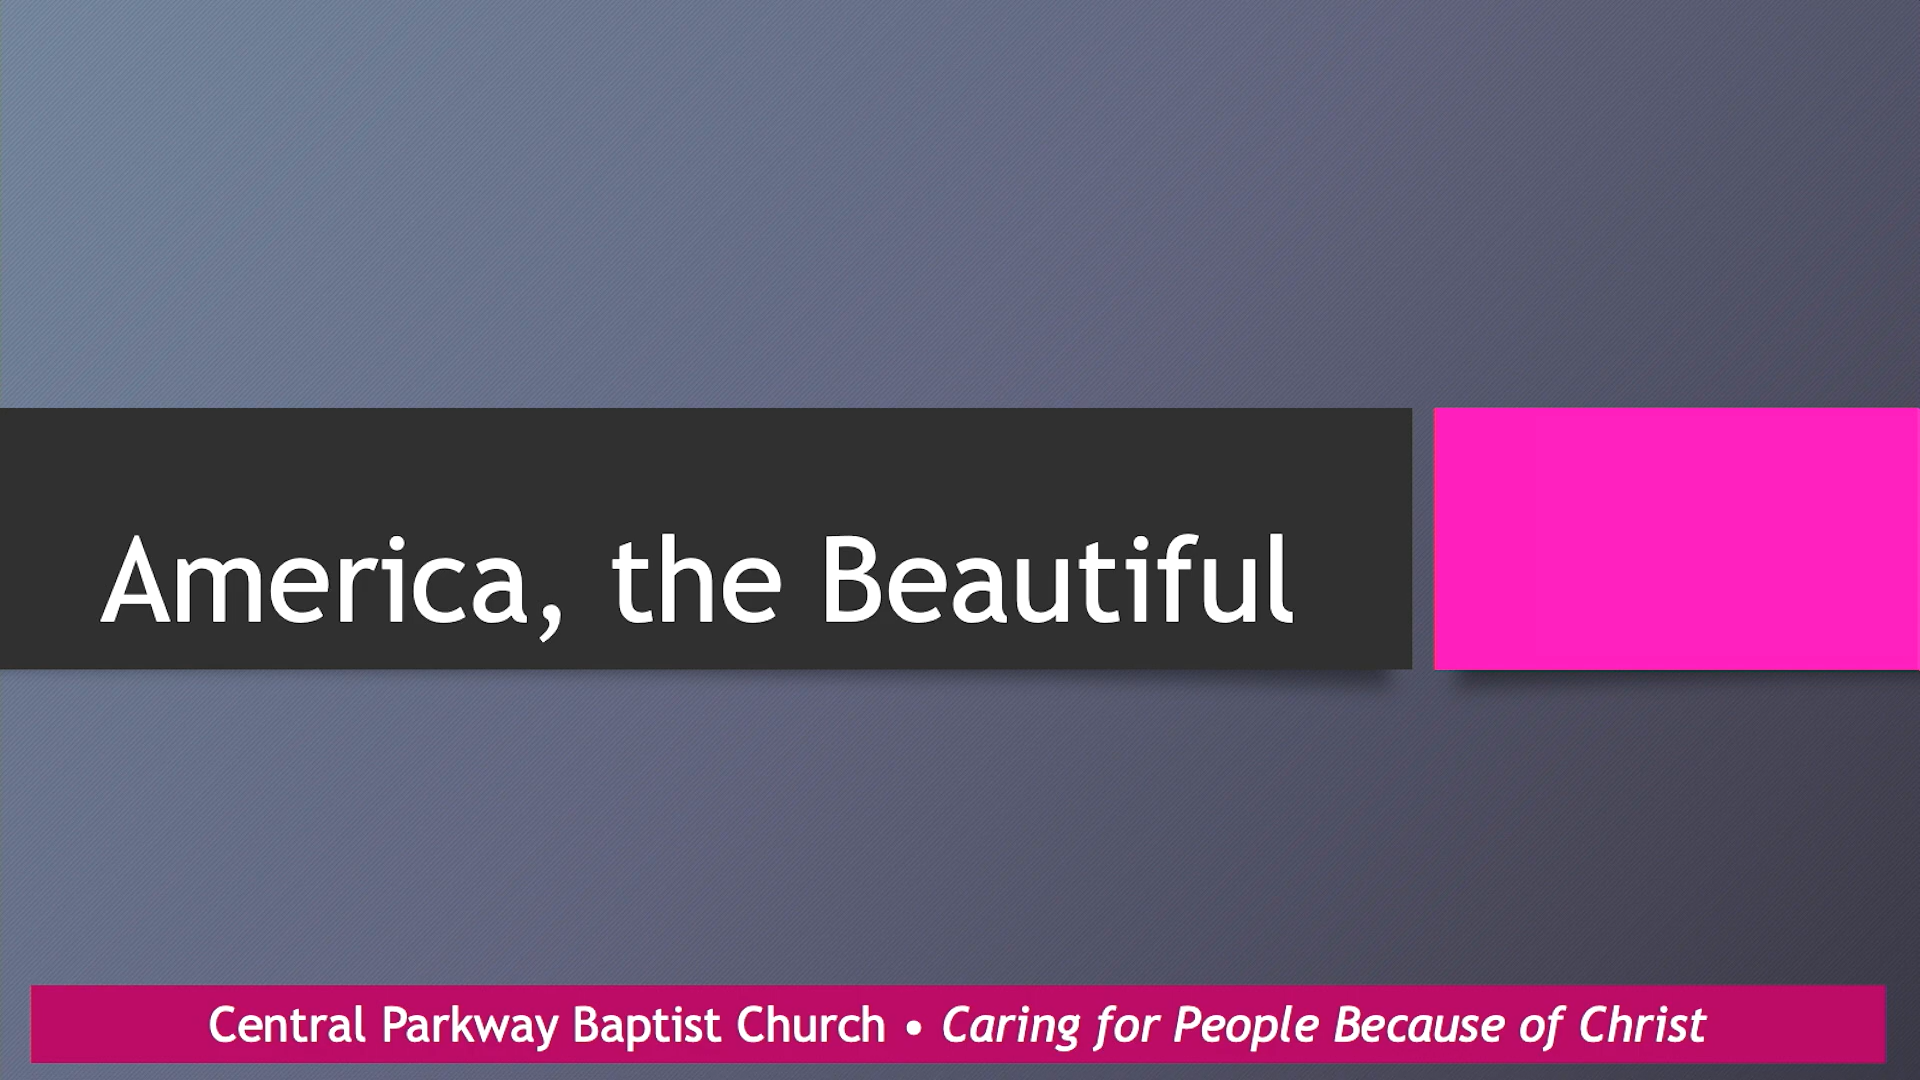 America, the Beautiful
Central Parkway Baptist Church • Caring for People Because of Christ